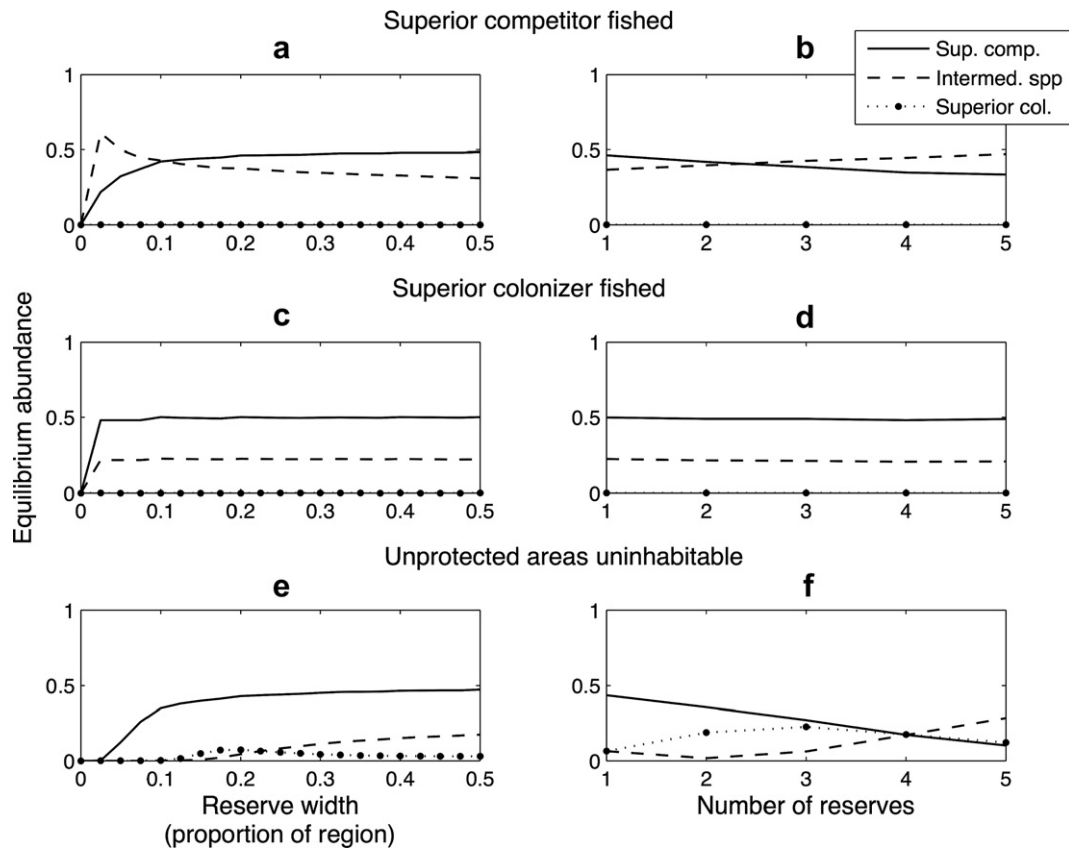 Superior competitor fished
a
b
Sup. comp.
Intermed. spp
Superior col.
1
0.5
0
0 0.1 0.2 0.3 0.4 0.5
1
0.5
0
1 2 3 4 5
Superior colonizer fished
c
d
Equilibrium abundance
1
0.5
0
0 0.1 0.2 0.3 0.4 0.5
1
0.5
0
1 2 3 4 5
Unprotected areas uninhabitable
e
f
1
0.5
0
0 0.1 0.2 0.3 0.4 0.5
1
0.5
0
1 2 3 4 5
Reserve width
(proportion of region)
Number of reserves